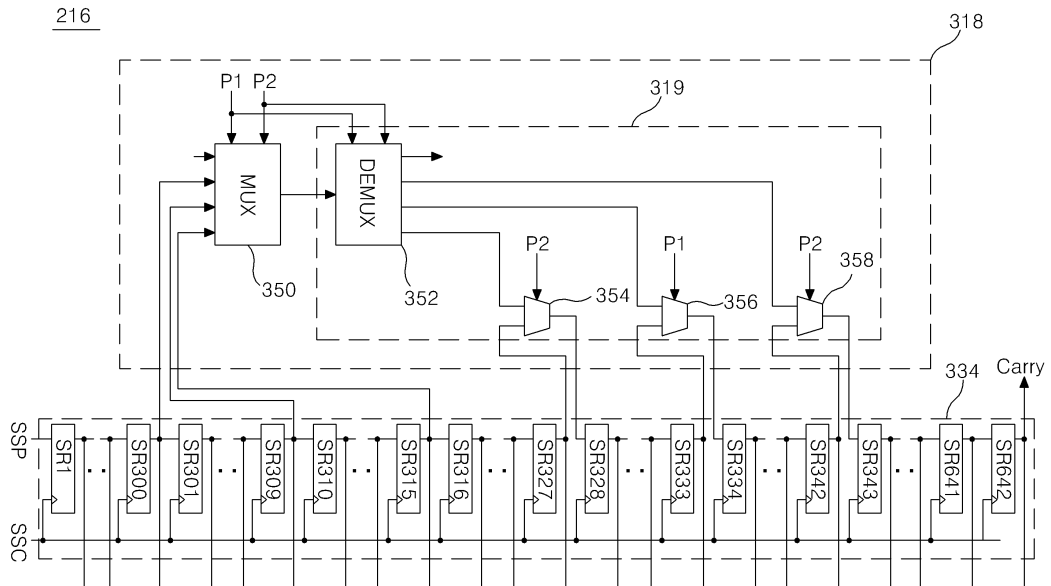 216
318
P1 P2
319
MUX
DEMUX
P2
P1
P2
350
352
354
356
358
334
Carry
SSP
SR1
SR300
SR301
SR309
SR310
SR315
SR316
SR327
SR328
SR333
SR334
SR342
SR343
SR641
SR642
SSC